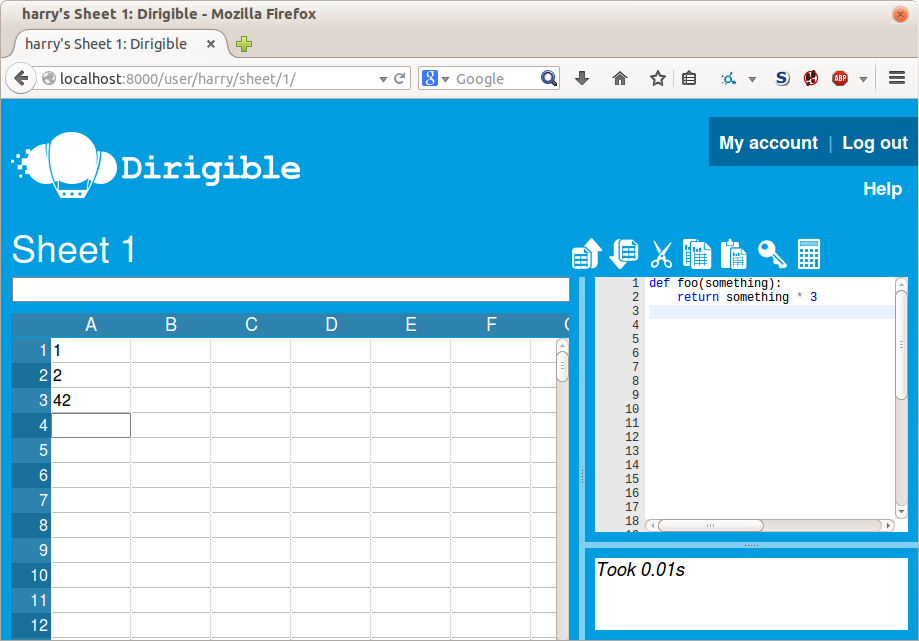 harry's Sheet 1: Dirigible - Mozilla Firefox
harry's Sheet 1: Dirigible
localhost:8000/user/harry/sheet/1/
8 Google
S ABP
Dirigible
My account | Log out
Help
Sheet 1
A B C D E F
1 1
2 2
3 42
4
5
6
7
8
9
10
11
12
1 def foo(something):
2 return something * 3
3
4
5
6
7
8
9
10
11
12
13
14
15
16
17
18
Took 0.01s